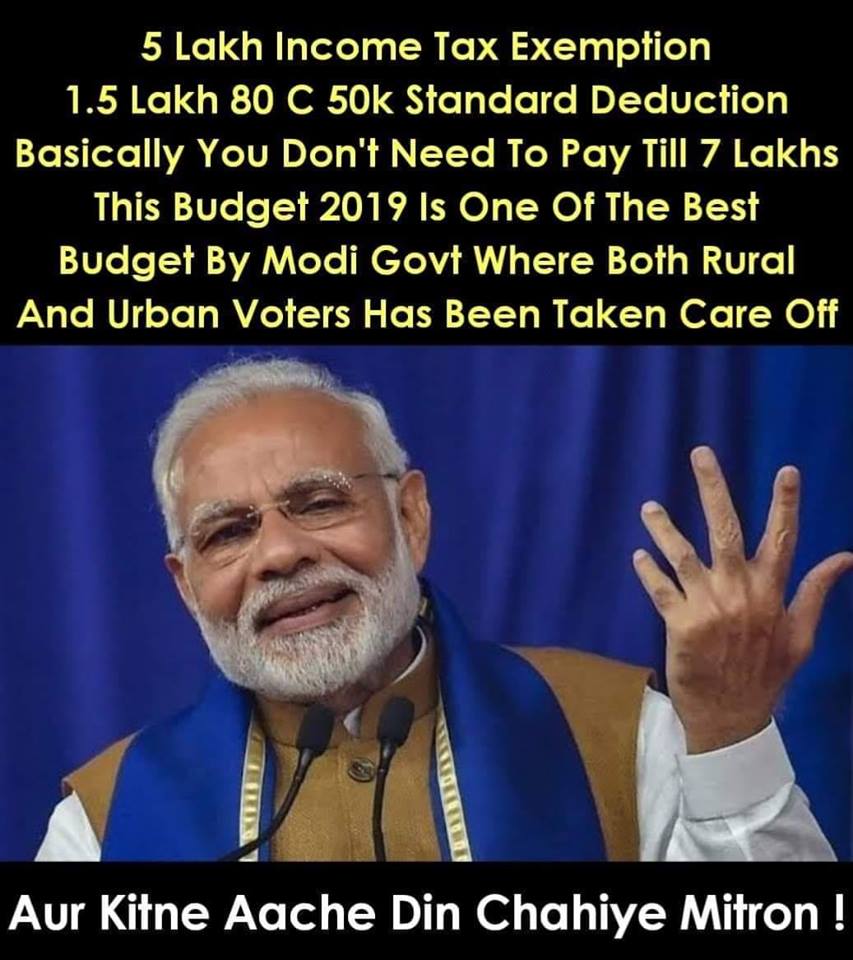 5 Lakh Income Tax Exemption
1.5 Lakh 80 C 50k Standard Deduction
Basically You Don't Need To Pay Till 7 Lakhs
This Budget 2019 Is One Of The Best
Budget By Modi Govt Where Both Rural
And Urban Voters Has Been Taken Care Off
Aur Kitne Aache Din Chahiye Mitron !